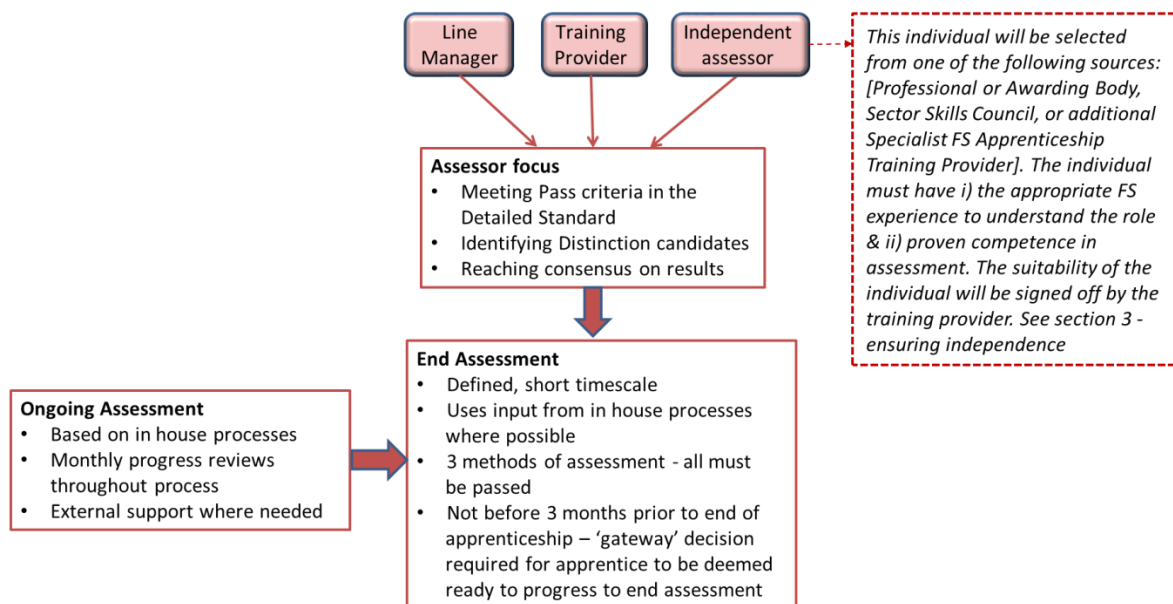 Line
Manager
Training
Provider
Independent
assessor
This individual will be selected
from one of the following sources:
[Professional or Awarding Body,
Sector Skills Council, or additional
Specialist FS Apprenticeship
Training Provider]. The individual
must have i) the appropriate FS
experience to understand the role
& ii) proven competence in
assessment. The suitability of the
individual will be signed off by the
training provider. See section 3 -
ensuring independence
Assessor focus
• Meeting Pass criteria in the
Detailed Standard
• Identifying Distinction candidates
• Reaching consensus on results
End Assessment
• Defined, short timescale
• Uses input from in house processes
where possible
• 3 methods of assessment - all must
be passed
• Not before 3 months prior to end of
apprenticeship – ‘gateway’ decision
required for apprentice to be deemed
ready to progress to end assessment
Ongoing Assessment
• Based on in house processes
• Monthly progress reviews
throughout process
• External support where needed